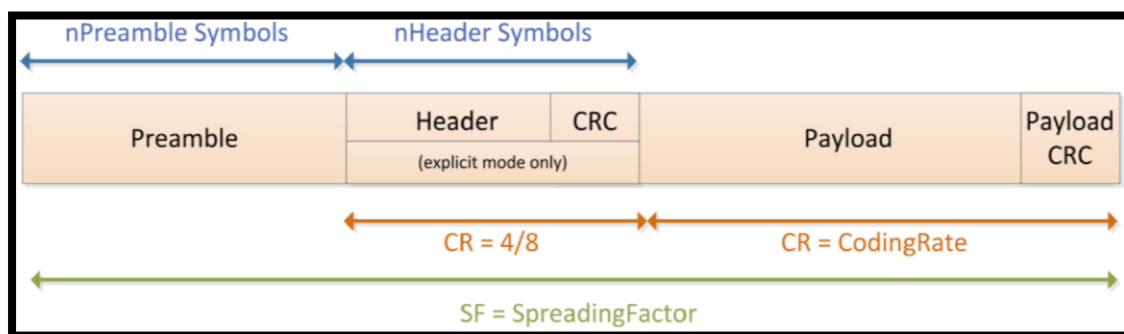 nPreamble Symbols
nHeader Symbols
Preamble
Header
CRC
(explicit mode only)
Payload
Payload
CRC
CR = 4/8
CR = CodingRate
SF = SpreadingFactor